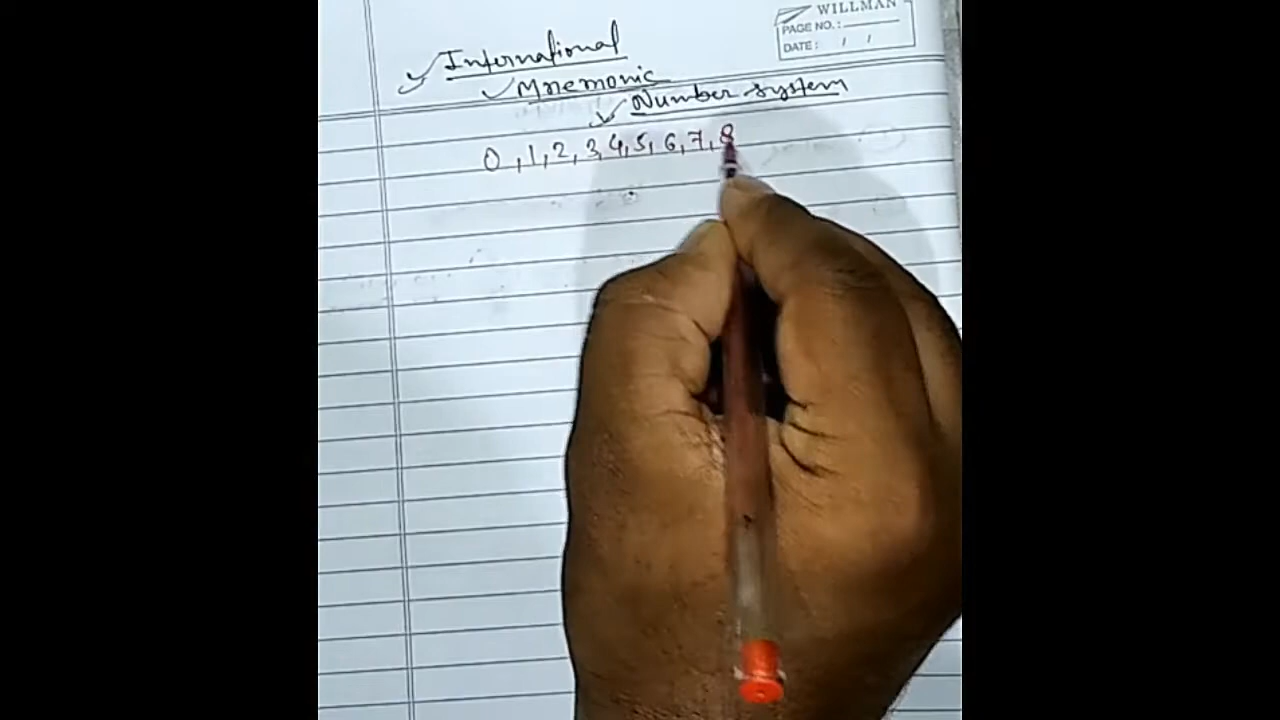 WILLMAN
PAGE NO.:
DATE: / /
International
Mnemonic
Number system
0, 1, 2, 3, 4, 5, 6, 7, 8